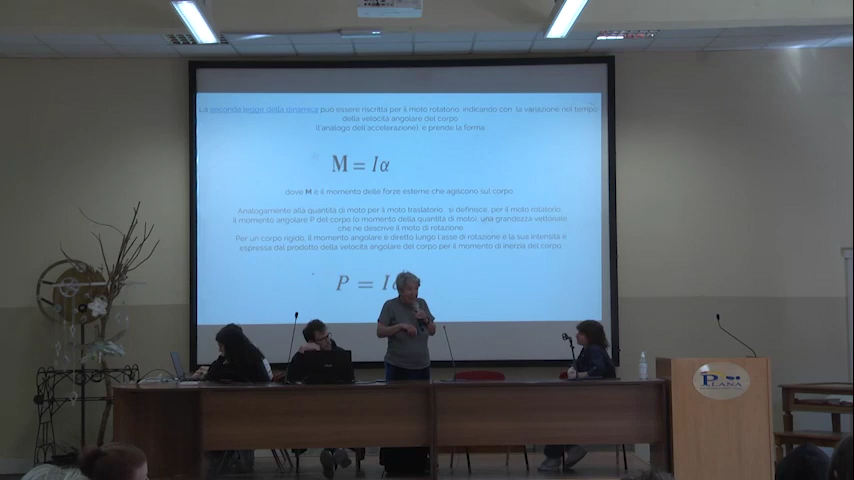 La seconda legge della dinamica può essere riscritta per il moto rotatorio, indicando con la variazione nel tempo
della velocità angolare del corpo
(l'analogo dell'accelerazione), e prende la forma
M = Iα
dove M è il momento delle forze esterne che agiscono sul corpo.
Analogamente alla quantità di moto per il moto traslatorio, si definisce, per il moto rotatorio,
il momento angolare P del corpo (o momento della quantità di moto), una grandezza vettoriale
che ne descrive il moto di rotazione.
Per un corpo rigido, il momento angolare è diretto lungo l'asse di rotazione e la sua intensità è
espressa dal prodotto della velocità angolare del corpo per il momento di inerzia del corpo
P = I
PLANA